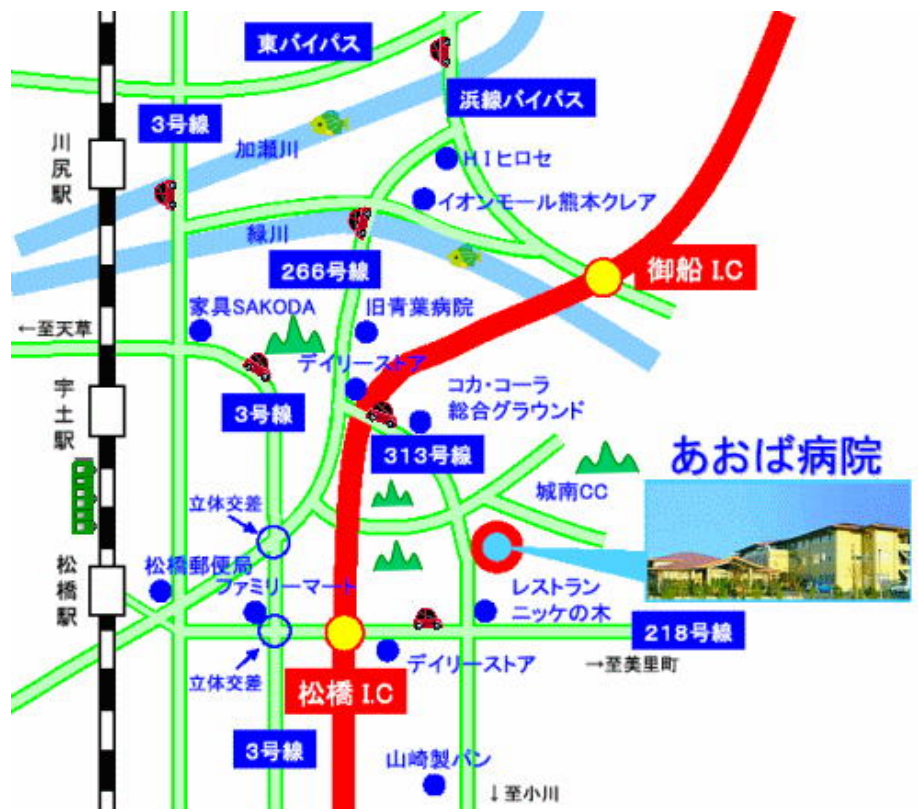 東バイパス
浜線バイパス
3号線
川尻駅
加瀬川
HIヒロセ
イオンモール熊本クレア
緑川
266号線
御船 I.C
家具SAKODA
旧青葉病院
←至天草
デイリーストア
宇土駅
3号線
コカ・コーラ
総合グラウンド
313号線
あおば病院
城南CC
立体交差
松橋郵便局
松橋駅
ファミリーマート
レストラン
ニッケの木
218号線
立体交差
デイリーストア
→至美里町
松橋 I.C
3号線
山崎製パン
↓至小川